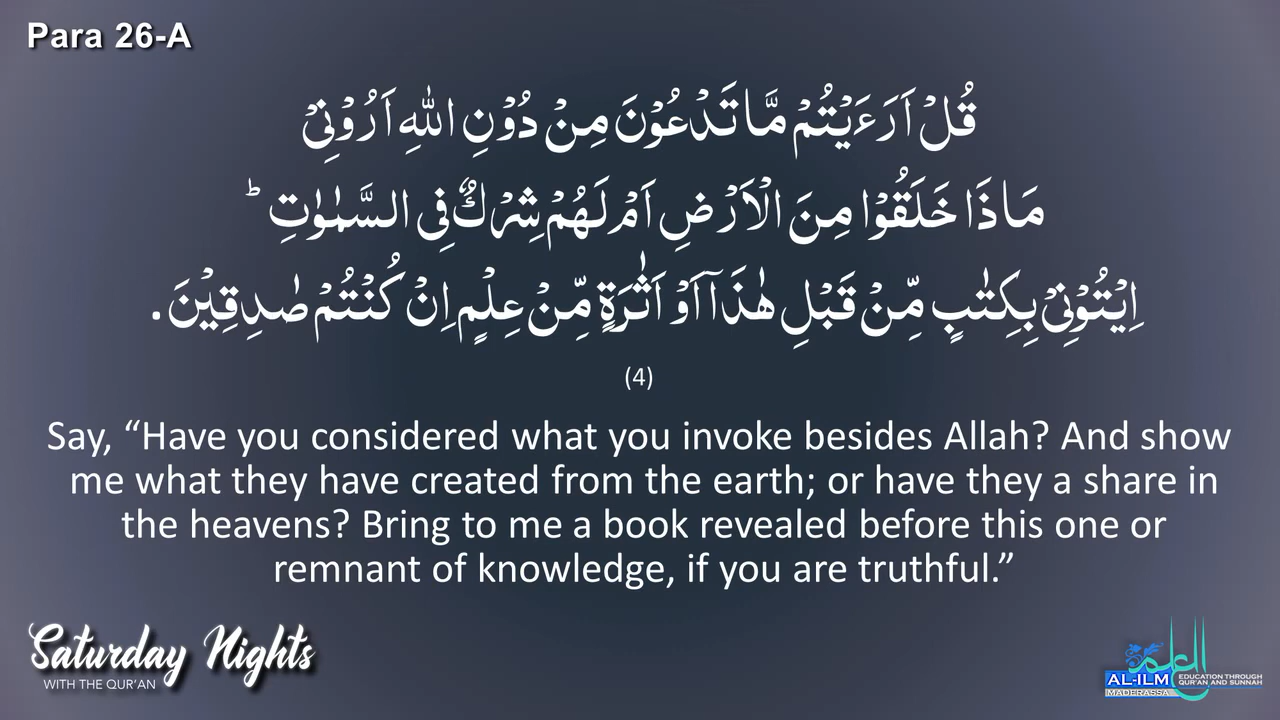 Para 26-A
قُلْ اَرَءَيْتُمْ مَّا تَدْعُوْنَ مِنْ دُوْنِ اللّٰهِ اَرُوْنِىْ
مَاذَا خَلَقُوْا مِنَ الْاَرْضِ اَمْ لَهُمْ شِرْكٌ فِى السَّمٰوٰتِ ؕ
اِيْتُوْنِىْ بِكِتٰبٍ مِّنْ قَبْلِ هٰذَآ اَوْ اَثٰرَةٍ مِّنْ عِلْمٍ اِنْ كُنْتُمْ صٰدِقِيْنَ.
(4)
Say, “Have you considered what you invoke besides Allah? And show
me what they have created from the earth; or have they a share in
the heavens? Bring to me a book revealed before this one or
remnant of knowledge, if you are truthful.”
Saturday Nights
WITH THE QUR'AN
العلم
AL-ILM
MADERASSA
EDUCATION THROUGH
QUR'AN AND SUNNAH